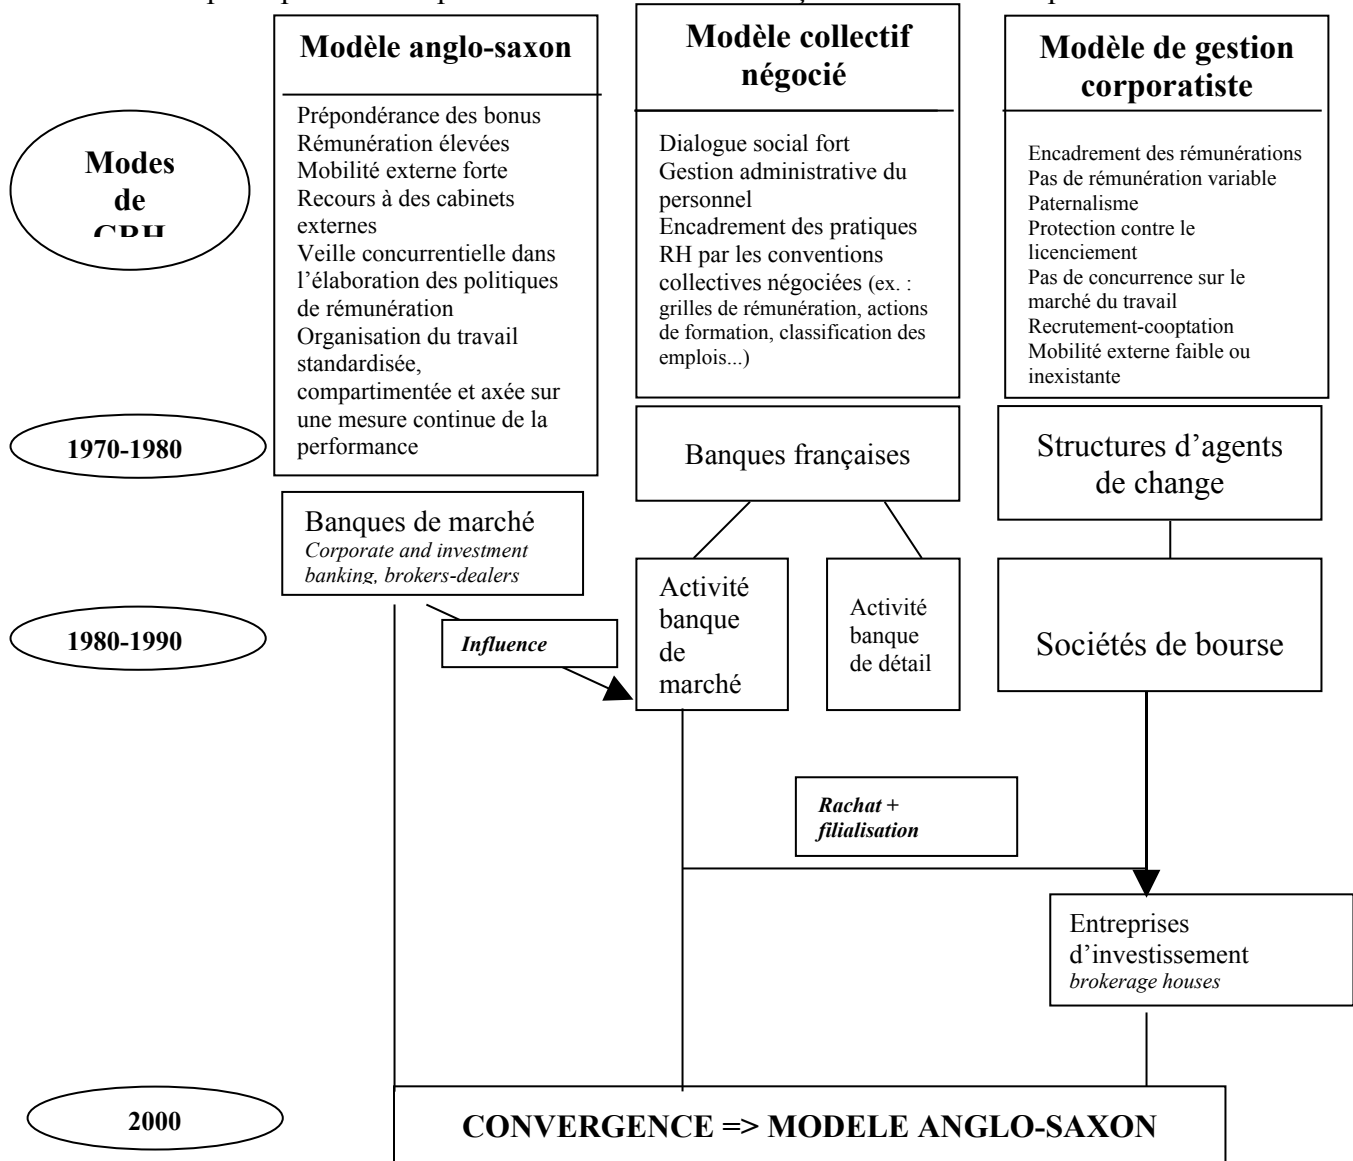 Modèle anglo-saxon
Prépondérance des bonus
Rémunération élevées
Mobilité externe forte
Recours à des cabinets
externes
Veille concurrentielle dans
l’élaboration des politiques
de rémunération
Organisation du travail
standardisée,
compartimentée et axée sur
une mesure continue de la
performance
Modèle collectif
négocié
Dialogue social fort
Gestion administrative du
personnel
Encadrement des pratiques
RH par les conventions
collectives négociées (ex. :
grilles de rémunération, actions
de formation, classification des
emplois...)
Modèle de gestion
corporatiste
Encadrement des rémunérations
Pas de rémunération variable
Paternalisme
Protection contre le
licenciement
Pas de concurrence sur le
marché du travail
Recrutement-cooptation
Mobilité externe faible ou
inexistante
Modes
de
GRH
1970-1980
Banques françaises
Structures d’agents
de change
Banques de marché
Corporate and investment
banking, brokers-dealers
1980-1990
Influence
Activité
banque
de
marché
Activité
banque
de détail
Sociétés de bourse
Rachat +
filialisation
Entreprises
d’investissement
brokerage houses
2000
CONVERGENCE => MODELE ANGLO-SAXON